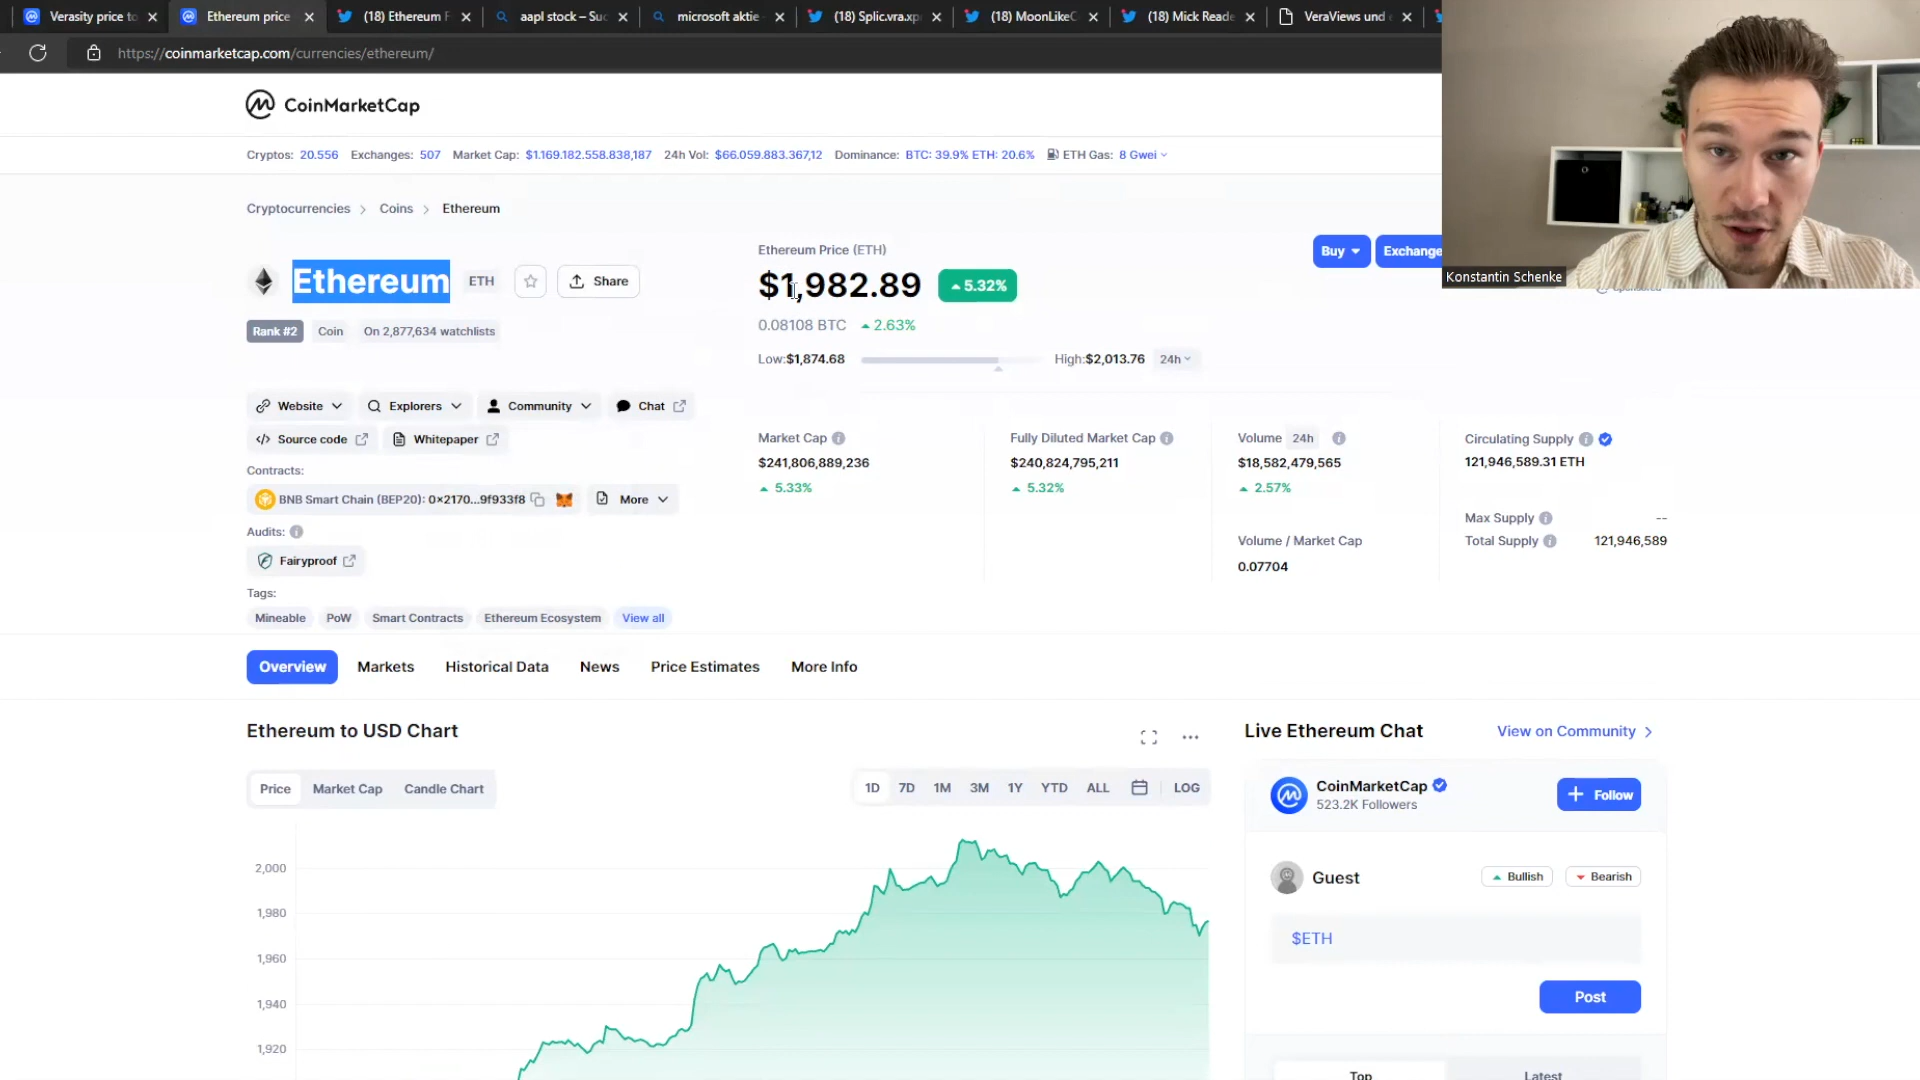 Verasity price to
Ethereum price
(18) Ethereum F
aapl stock – Suc
microsoft aktie
(18) Splic.vra.xp
(18) MoonLikeC
(18) Mick Reade
VeraViews und
https://coinmarketcap.com/currencies/ethereum/
CoinMarketCap
Cryptos: 20.556 Exchanges: 507 Market Cap: $1.169.182.558.838,187 24h Vol: $66.059.883.367,12 Dominance: BTC: 39.9% ETH: 20.6% ETH Gas: 8 Gwei
Cryptocurrencies > Coins > Ethereum
Ethereum ETH Share
Rank #2 Coin On 2,877,634 watchlists
Ethereum Price (ETH)
$1,982.89 5.32%
0.08108 BTC 2.63%
Low:$1,874.68 High:$2,013.76 24h
Buy Exchange
Konstantin Schenke
Website Explorers Community Chat
Source code Whitepaper
Contracts:
BNB Smart Chain (BEP20): 0x2170...9f933f8 More
Audits:
Fairyproof
Tags:
Mineable PoW Smart Contracts Ethereum Ecosystem View all
Market Cap
$241,806,889,236
5.33%
Fully Diluted Market Cap
$240,824,795,211
5.32%
Volume 24h
$18,582,479,565
2.57%
Volume / Market Cap
0.07704
Circulating Supply
121,946,589.31 ETH
Max Supply --
Total Supply 121,946,589
Overview Markets Historical Data News Price Estimates More Info
Ethereum to USD Chart
Price Market Cap Candle Chart
1D 7D 1M 3M 1Y YTD ALL LOG
2,000
1,980
1,960
1,940
1,920
Live Ethereum Chat View on Community
CoinMarketCap
523.2K Followers
Follow
Guest Bullish Bearish
$ETH
Post
Top Latest